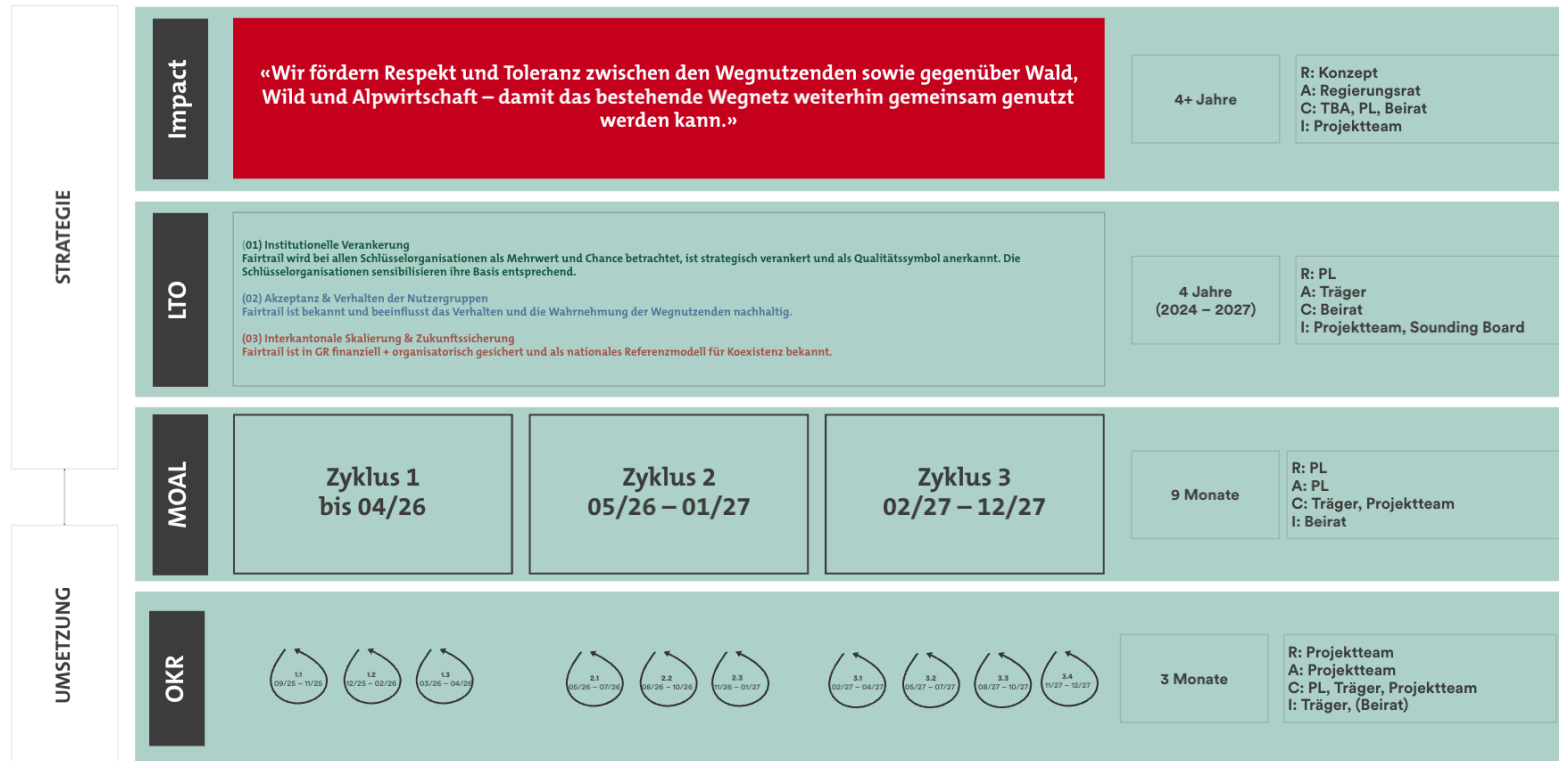 STRATEGIE
UMSETZUNG
Impact
«Wir fördern Respekt und Toleranz zwischen den Wegnutzenden sowie gegenüber Wald,
Wild und Alpwirtschaft – damit das bestehende Wegnetz weiterhin gemeinsam genutzt
werden kann.»
4+ Jahre
R: Konzept
A: Regierungsrat
C: TBA, PL, Beirat
I: Projektteam
LTO
(01) Institutionelle Verankerung
Fairtrail wird bei allen Schlüsselorganisationen als Mehrwert und Chance betrachtet, ist strategisch verankert und als Qualitätssymbol anerkannt. Die
Schlüsselorganisationen sensibilisieren ihre Basis entsprechend.
(02) Akzeptanz & Verhalten der Nutzergruppen
Fairtrail ist bekannt und beeinflusst das Verhalten und die Wahrnehmung der Wegnutzenden nachhaltig.
(03) Interkantonale Skalierung & Zukunftssicherung
Fairtrail ist in GR finanziell + organisatorisch gesichert und als nationales Referenzmodell für Koexistenz bekannt.
4 Jahre
(2024 – 2027)
R: PL
A: Träger
C: Beirat
I: Projektteam, Sounding Board
MOAL
Zyklus 1
bis 04/26
Zyklus 2
05/26 – 01/27
Zyklus 3
02/27 – 12/27
9 Monate
R: PL
A: PL
C: Träger, Projektteam
I: Beirat
OKR
1.1
09/25 – 11/25
1.2
12/25 – 02/26
1.3
03/26 – 04/26
2.1
05/26 – 07/26
2.2
08/26 – 10/26
2.3
11/26 – 01/27
3.1
02/27 – 04/27
3.2
05/27 – 07/27
3.3
08/27 – 10/27
3.4
11/27 – 12/27
3 Monate
R: Projektteam
A: Projektteam
C: PL, Träger, Projektteam
I: Träger, (Beirat)